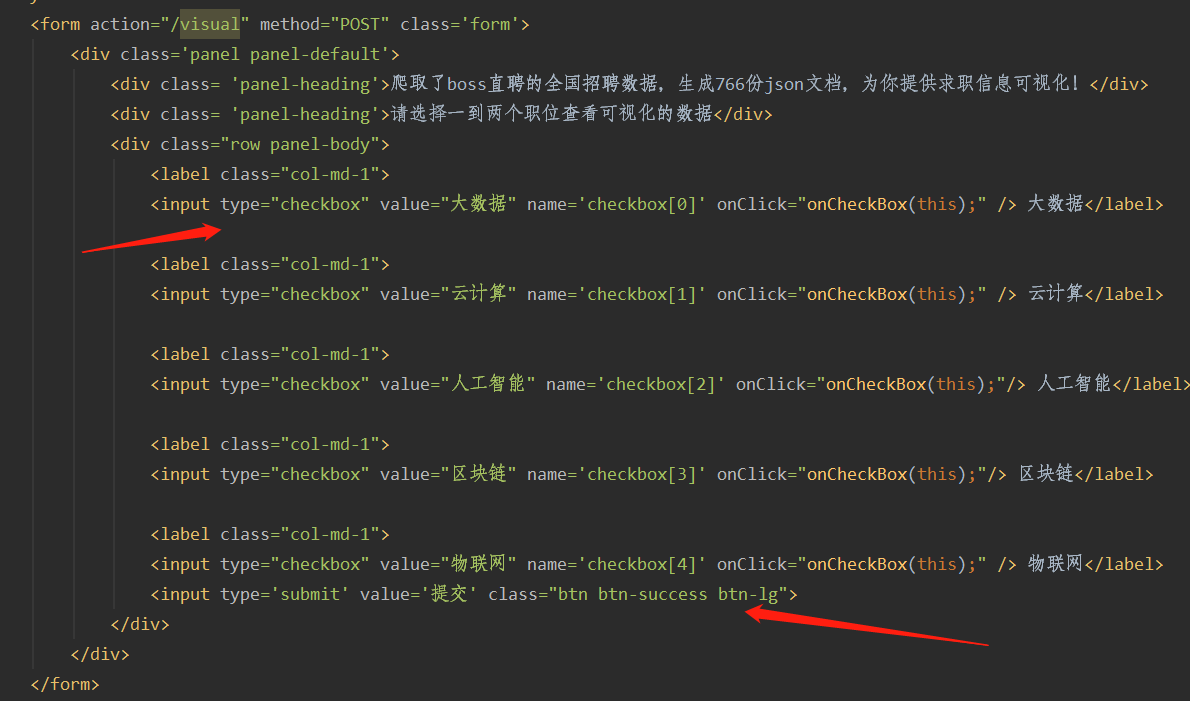 <form action="/visual" method="POST" class='form'>
<div class='panel panel-default'>
<div class= 'panel-heading'>爬取了boss直聘的全国招聘数据，生成766份json文档，为你提供求职信息可视化！</div>
<div class= 'panel-heading'>请选择一到两个职位查看可视化的数据</div>
<div class="row panel-body">
<label class="col-md-1">
<input type="checkbox" value="大数据" name='checkbox[0]' onClick="onCheckBox(this);" /> 大数据</label>
<label class="col-md-1">
<input type="checkbox" value="云计算" name='checkbox[1]' onClick="onCheckBox(this);" /> 云计算</label>
<label class="col-md-1">
<input type="checkbox" value="人工智能" name='checkbox[2]' onClick="onCheckBox(this);"/> 人工智能</label>
<label class="col-md-1">
<input type="checkbox" value="区块链" name='checkbox[3]' onClick="onCheckBox(this);"/> 区块链</label>
<label class="col-md-1">
<input type="checkbox" value="物联网" name='checkbox[4]' onClick="onCheckBox(this);" /> 物联网</label>
<input type='submit' value='提交' class="btn btn-success btn-lg">
</div>
</div>
</form>